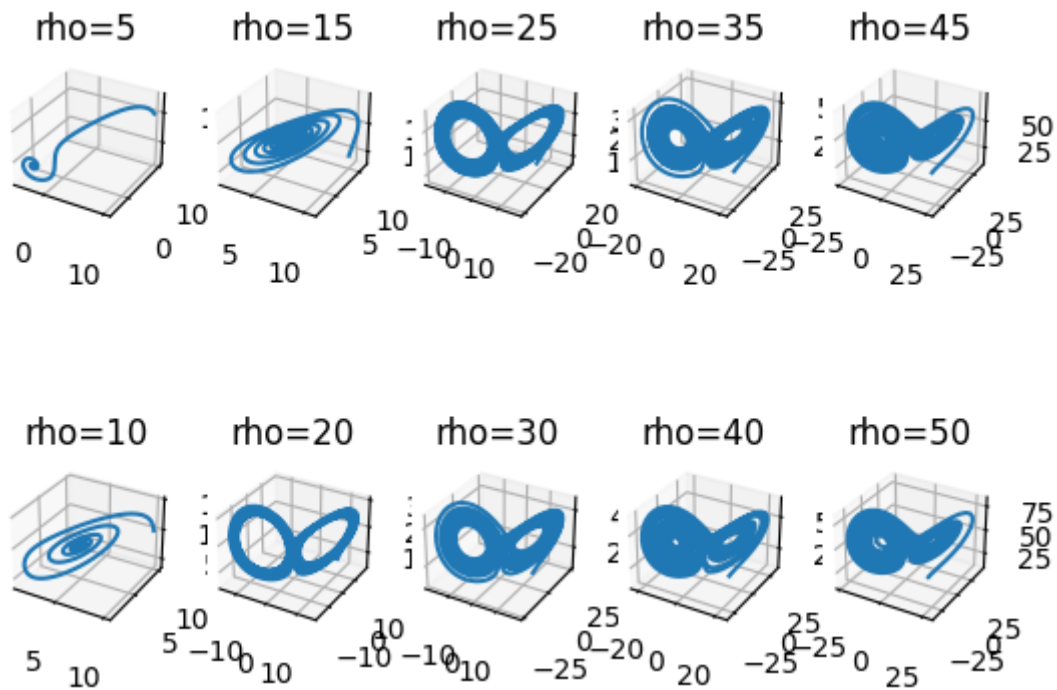 rho=5 rho=15 rho=25 rho=35 rho=45
50
25
0 10 0 10
5 10 5 10
−10 0 10 −20 20
0 −20 0 20 −25 25
0 −25 0 25 −25 0 25
rho=10 rho=20 rho=30 rho=40 rho=50
75
50
25
5 10 5 10
−10 0 10 −10 0 10
−10 0 10 −25 0 25
−20 0 20 −25 0 25
−25 0 25 −25 0 25